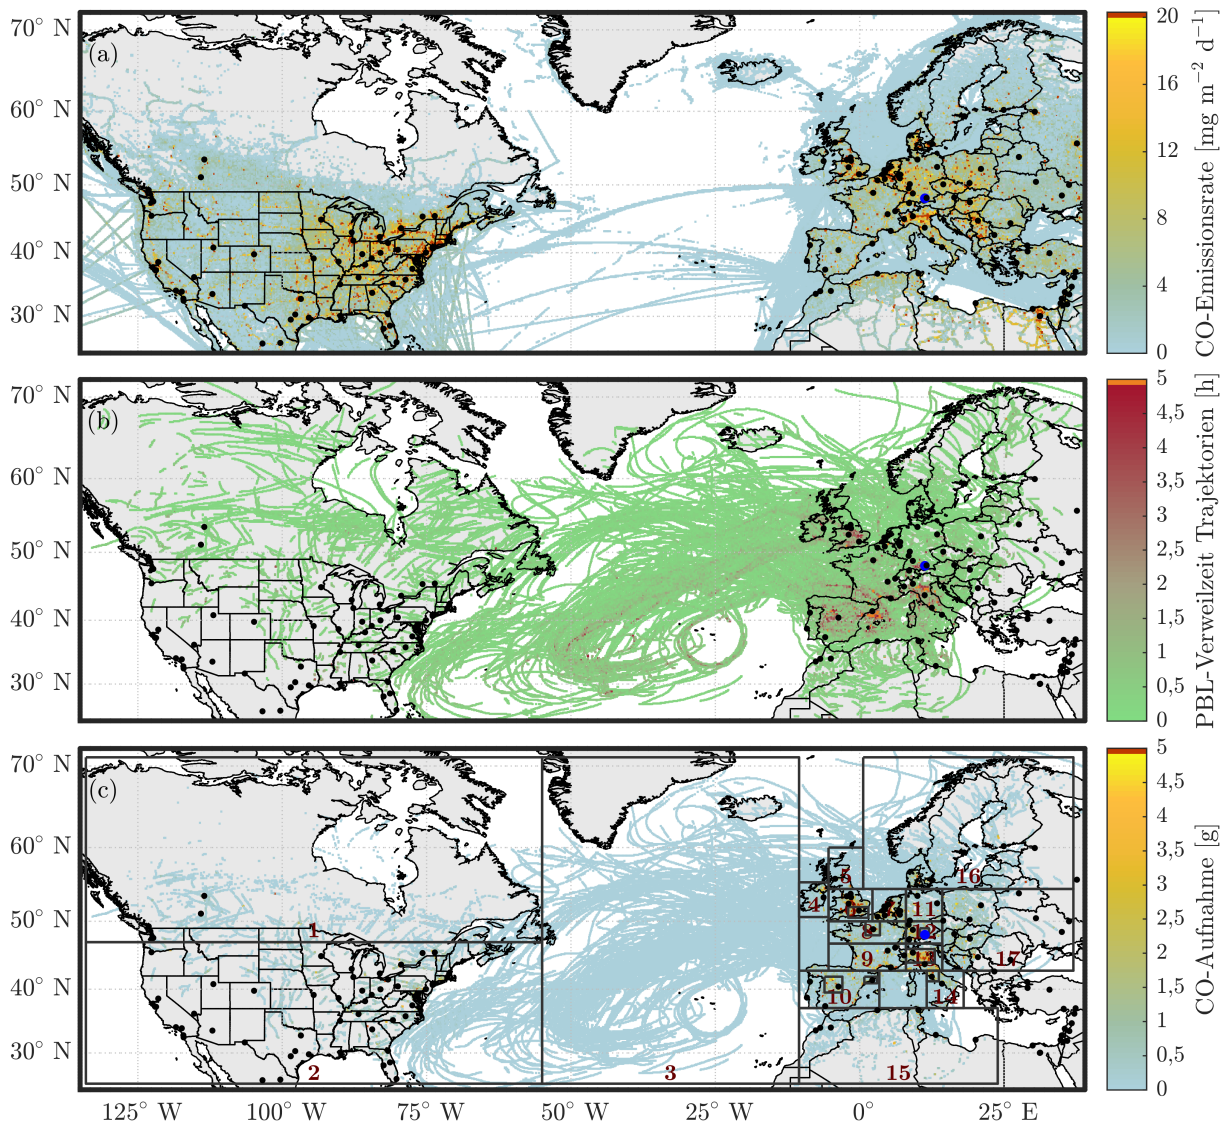 (a)
70° N
60° N
50° N
40° N
30° N
20
16
12
8
4
0
CO-Emissionsrate [mg m⁻² d⁻¹]
(b)
70° N
60° N
50° N
40° N
30° N
5
4,5
4
3,5
3
2,5
2
1,5
1
0,5
0
PBL-Verweilzeit Trajektorien [h]
(c)
70° N
60° N
50° N
40° N
30° N
1
2
3
4
5
6
9
10
11
14
15
16
17
5
4,5
4
3,5
3
2,5
2
1,5
1
0,5
0
CO-Aufnahme [g]
125° W
100° W
75° W
50° W
25° W
0°
25° E